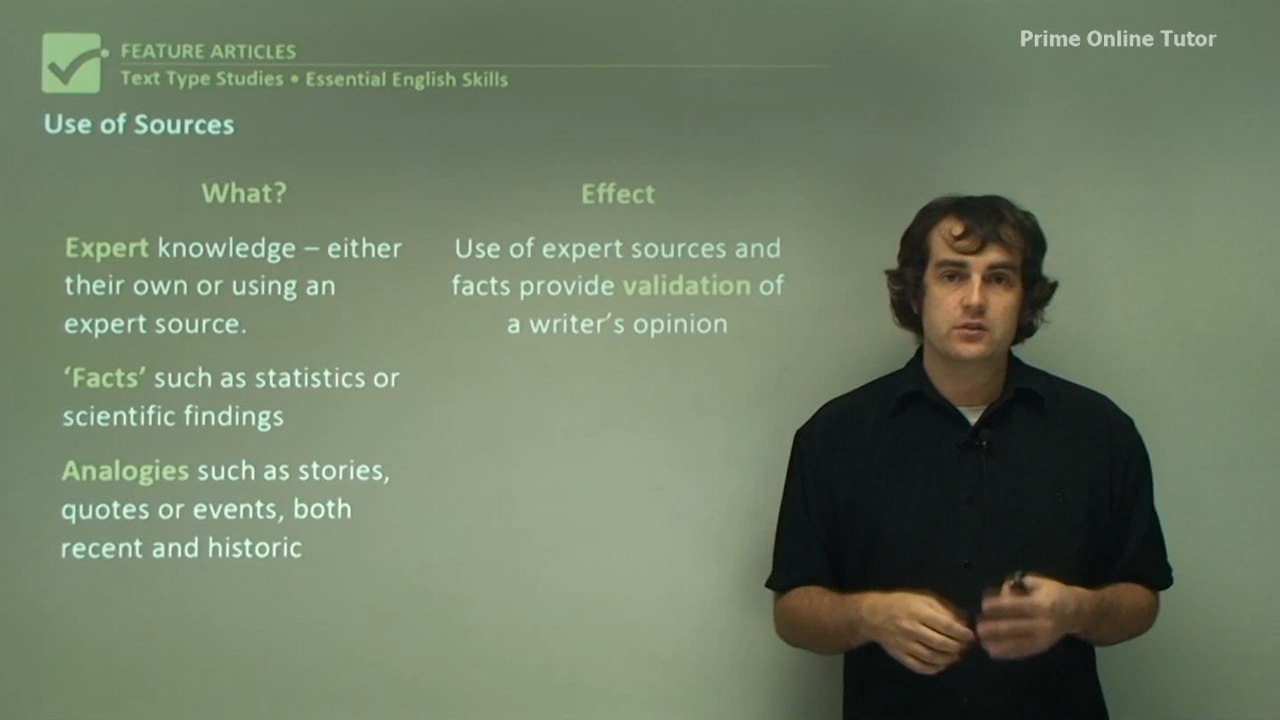 Prime Online Tutor
FEATURE ARTICLES
Text Type Studies • Essential English Skills
Use of Sources
What?
Expert knowledge – either
their own or using an
expert source.
‘Facts’ such as statistics or
scientific findings
Analogies such as stories,
quotes or events, both
recent and historic
Effect
Use of expert sources and
facts provide validation of
a writer’s opinion